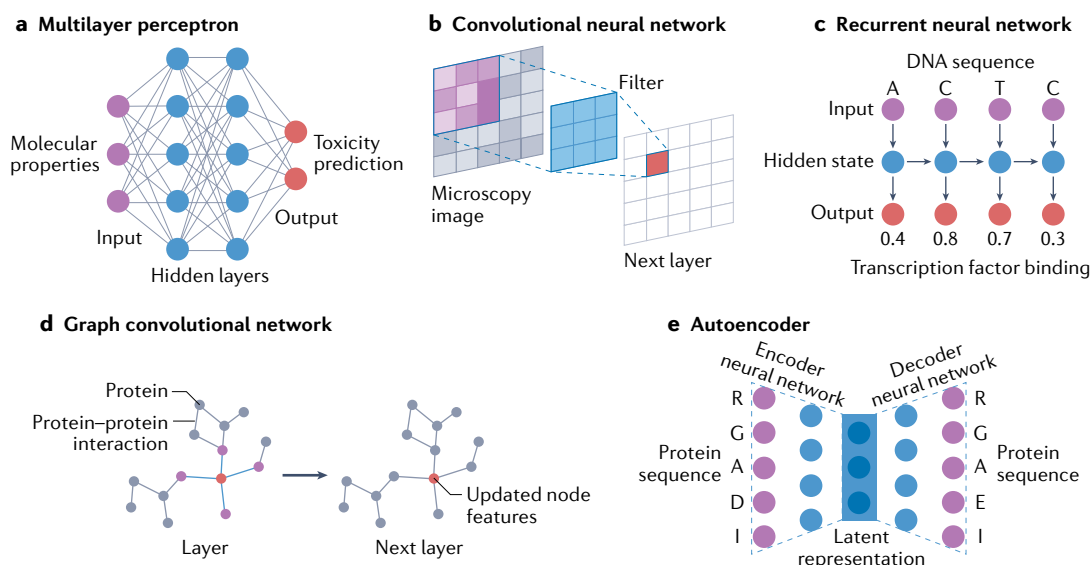 a Multilayer perceptron
Molecular
properties
Input
Hidden layers
Toxicity
prediction
Output
b Convolutional neural network
Filter
Microscopy
image
Next layer
c Recurrent neural network
DNA sequence
A C T C
Input
Hidden state
Output
0.4 0.8 0.7 0.3
Transcription factor binding
d Graph convolutional network
Protein
Protein–protein
interaction
Updated node
features
Layer
Next layer
e Autoencoder
Encoder
neural network
Decoder
neural network
Protein
sequence
R
G
A
D
I
Latent
representation
R
G
A
E
I
Protein
sequence